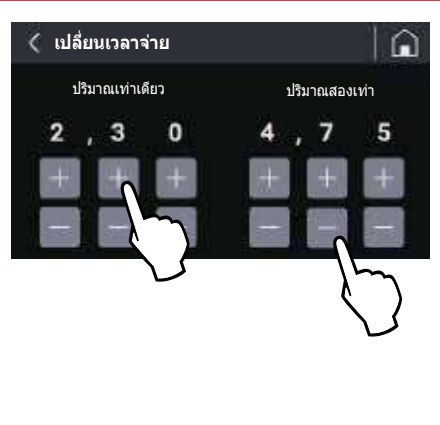 เปลี่ยนเวลาจ่าย
ปริมาณเท่าเดียว ปริมาณสองเท่า
2 , 3 0 4 , 7 5
+ + + + + +
− − − − −